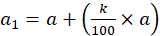 a₁ = a + (k/100 × a)